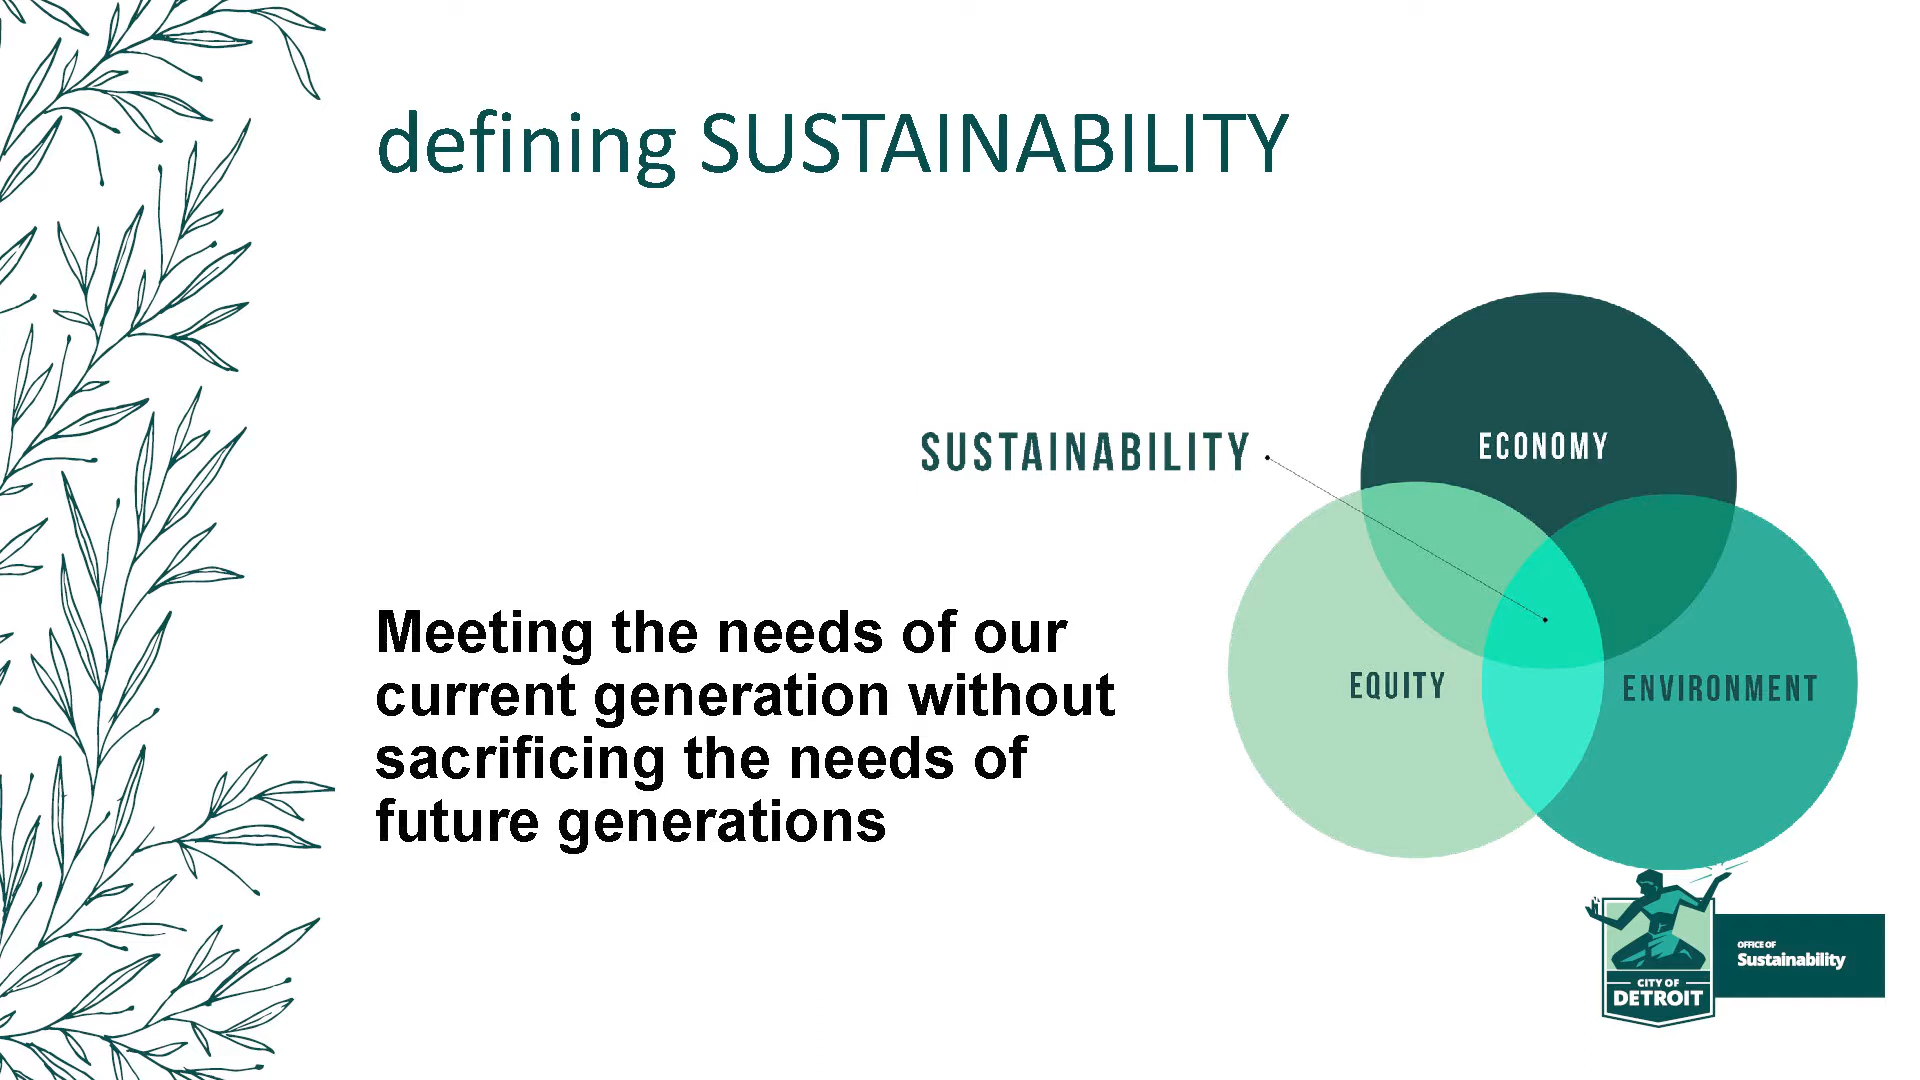 defining SUSTAINABILITY
SUSTAINABILITY
ECONOMY
EQUITY
ENVIRONMENT
Meeting the needs of our
current generation without
sacrificing the needs of
future generations
OFFICE OF
Sustainability
CITY OF
DETROIT